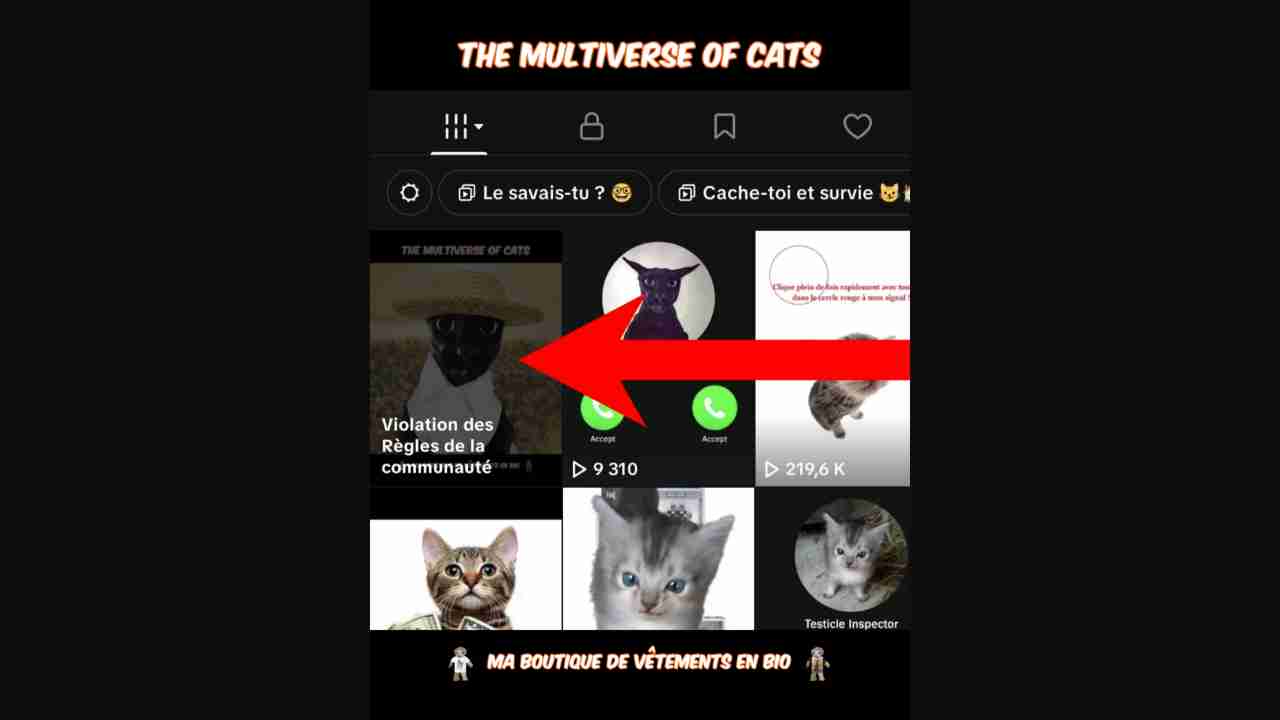 THE MULTIVERSE OF CATS
Le savais-tu ? 🤓
Cache-toi et survie 😼
THE MULTIVERSE OF CATS
Clique plein de fois rapidement avec
dans le cercle rouge à mon signal !
Violation des
Règles de la
communauté
Accept
Accept
9 310
219,6 K
Testicle Inspector
MA BOUTIQUE DE VÊTEMENTS EN BIO